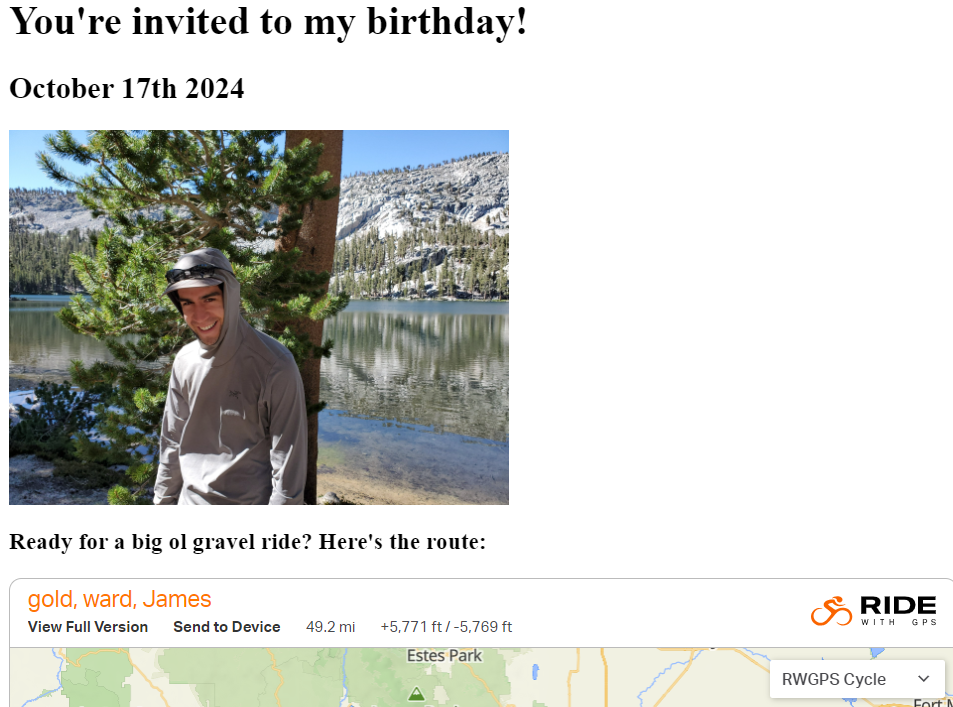 You're invited to my birthday!
October 17th 2024
Ready for a big ol gravel ride? Here's the route:
gold, ward, James
View Full Version Send to Device 49.2 mi +5,771 ft / -5,769 ft
RIDE
WITH GPS
Estes Park
RWGPS Cycle
Fort M